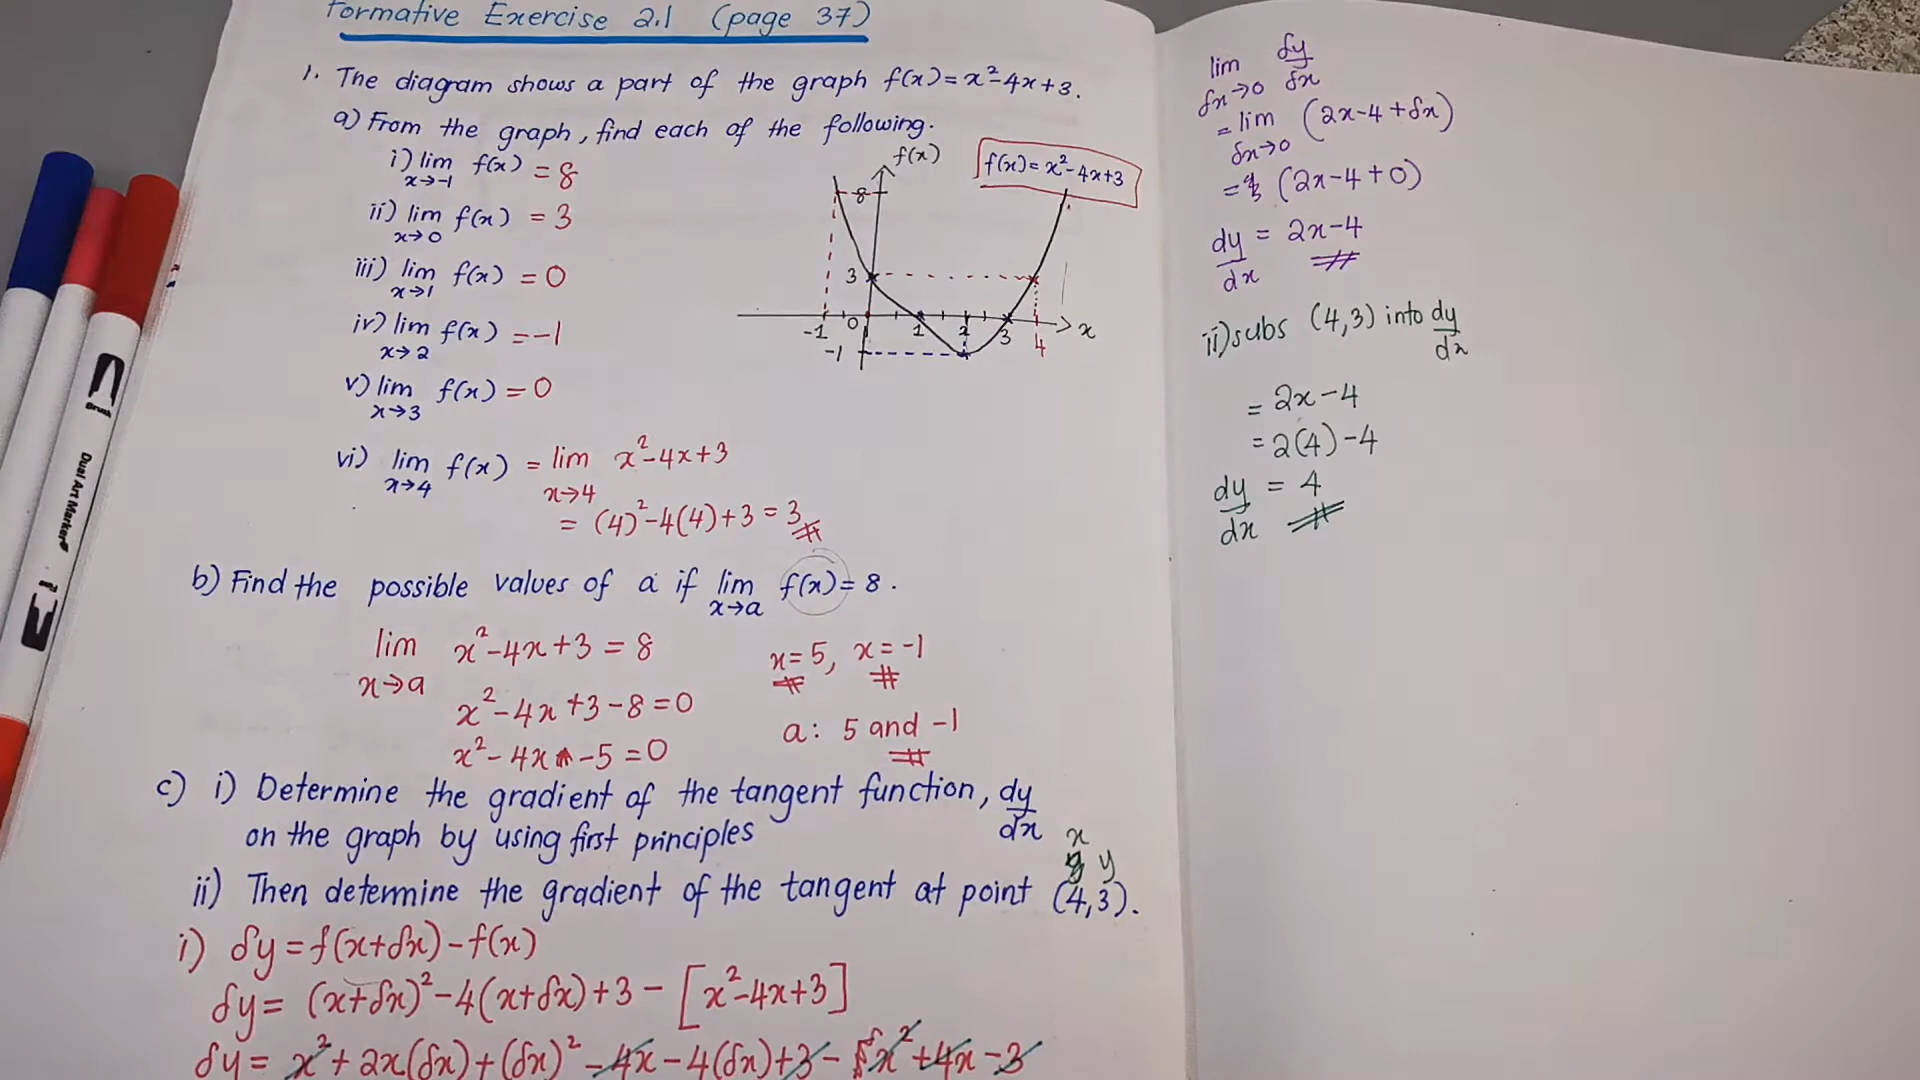 Formative Exercise 2.1 (page 37)
1. The diagram shows a part of the graph f(x)=x²-4x+3.
a) From the graph, find each of the following.
i) lim f(x) = 8
x→-1
ii) lim f(x) = 3
x→0
iii) lim f(x) = 0
x→1
iv) lim f(x) = -1
x→2
v) lim f(x) = 0
x→3
vi) lim f(x) = lim x²-4x+3
x→4 x→4
= (4)²-4(4)+3 = 3
f(x)
f(x)=x²-4x+3
8
3
-1 0 1 2 3 4 x
-1
b) Find the possible values of a if lim f(x) = 8.
x→a
lim x²-4x+3 = 8
x→a
x²-4x+3-8=0
x²-4x-5=0
x=5, x=-1
a: 5 and -1
c) i) Determine the gradient of the tangent function, dy
dx
on the graph by using first principles
x
y
ii) Then determine the gradient of the tangent at point (4,3).
i) δy = f(x+δx)-f(x)
δy = (x+δx)²-4(x+δx)+3-[x²-4x+3]
δy = x²+2x(δx)+(δx)²-4x-4(δx)+3-x²+4x-3
lim δy
δx→0 δx
= lim (2x-4+δx)
δx→0
= (2x-4+0)
dy = 2x-4
dx
ii) subs (4,3) into dy
dx
= 2x-4
= 2(4)-4
dy = 4
dx
Brush
Dual Art Marker